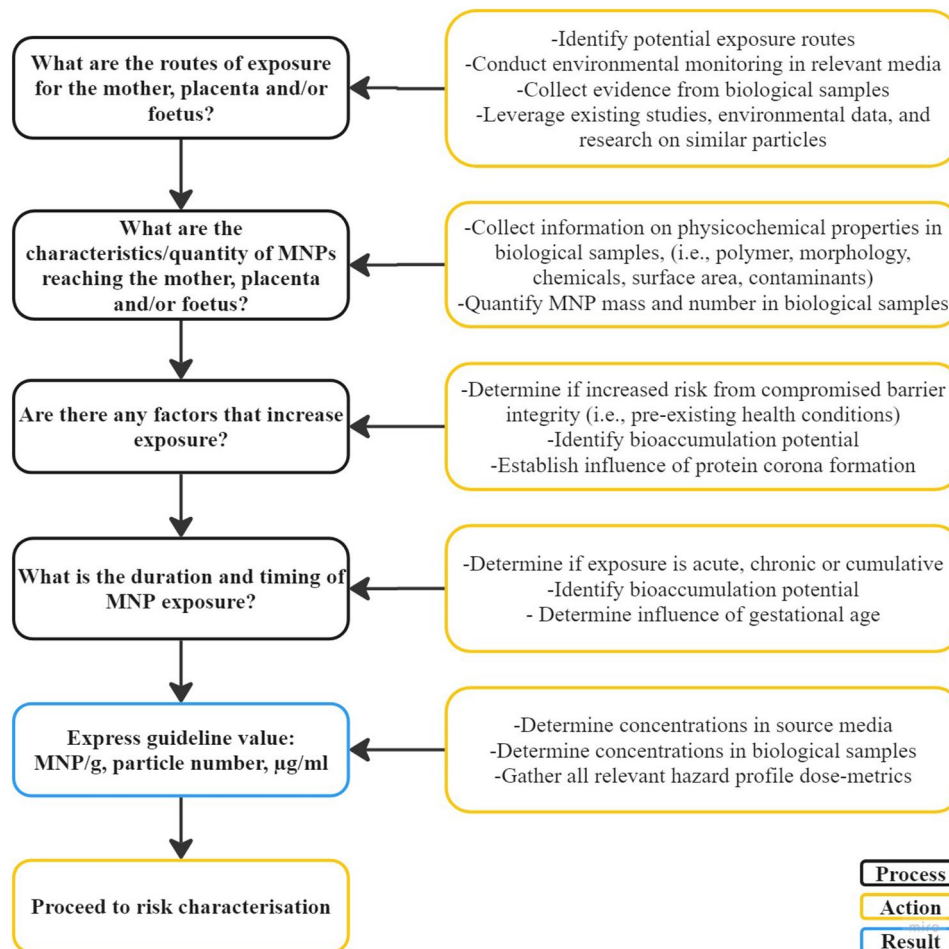 What are the routes of exposure
for the mother, placenta and/or
foetus?
-Identify potential exposure routes
-Conduct environmental monitoring in relevant media
-Collect evidence from biological samples
-Leverage existing studies, environmental data, and
research on similar particles
What are the
characteristics/quantity of MNPs
reaching the mother, placenta
and/or foetus?
-Collect information on physicochemical properties in
biological samples, (i.e., polymer, morphology,
chemicals, surface area, contaminants)
-Quantify MNP mass and number in biological samples
Are there any factors that increase
exposure?
-Determine if increased risk from compromised barrier
integrity (i.e., pre-existing health conditions)
-Identify bioaccumulation potential
-Establish influence of protein corona formation
What is the duration and timing of
MNP exposure?
-Determine if exposure is acute, chronic or cumulative
-Identify bioaccumulation potential
- Determine influence of gestational age
Express guideline value:
MNP/g, particle number, µg/ml
-Determine concentrations in source media
-Determine concentrations in biological samples
-Gather all relevant hazard profile dose-metrics
Proceed to risk characterisation
Process
Action
miro
Result